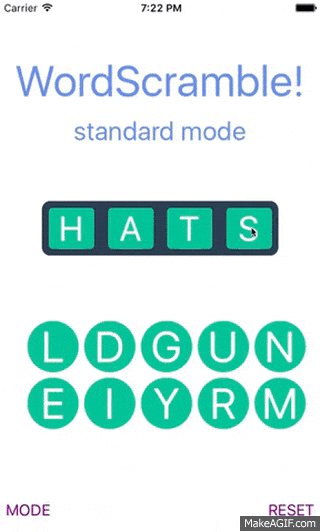 Carrier 7:22 PM
WordScramble!
standard mode
H A T S
L D G U N
E I Y R M
MODE RESET
MakeAGIF.com